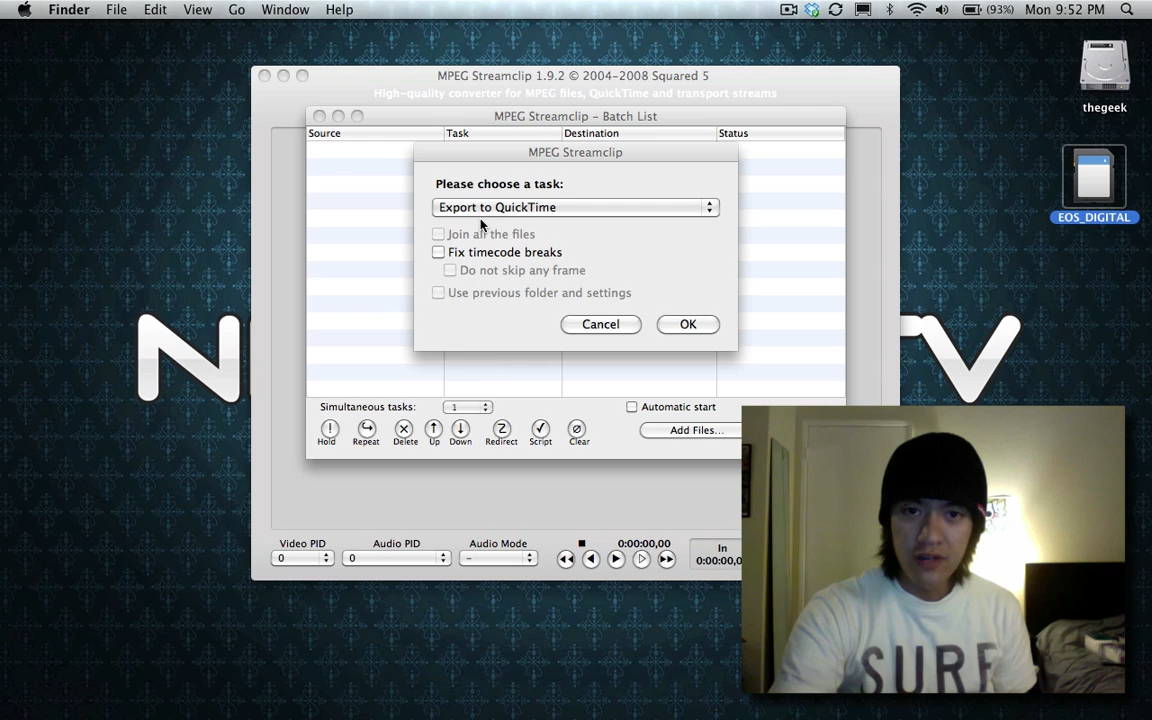 Finder File Edit View Go Window Help (93%) Mon 9:52 PM
MPEG Streamclip 1.9.2 © 2004-2008 Squared 5
High-quality converter for MPEG files, QuickTime and transport streams
MPEG Streamclip – Batch List
Source Task Destination Status
MPEG Streamclip
Please choose a task:
Export to QuickTime
Join all the files
Fix timecode breaks
Do not skip any frame
Use previous folder and settings
Cancel OK
Simultaneous tasks: 1 Automatic start
Hold Repeat Delete Up Down Redirect Script Clear
Add Files...
Video PID Audio PID Audio Mode 0:00:00,00 In
0 0 – 0:00:00,0
thegeek
EOS_DIGITAL
N TV
SURF